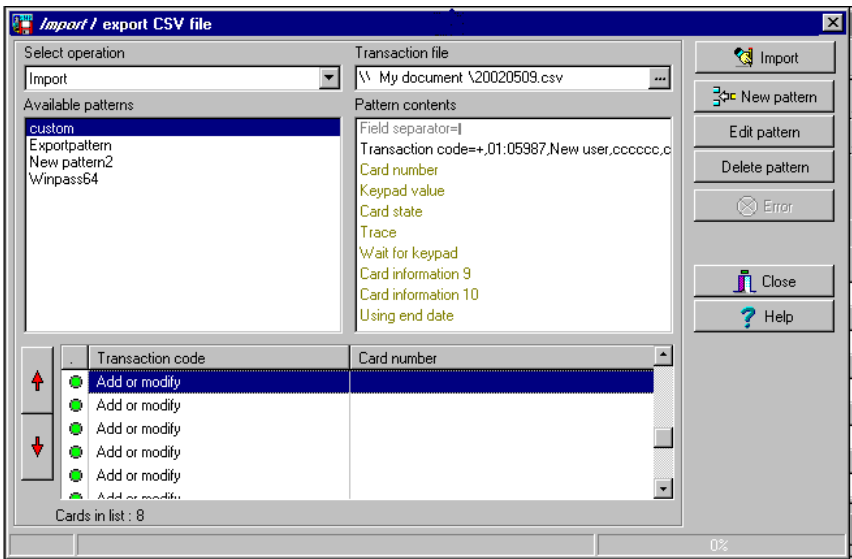 Import / export CSV file
Select operation
Import
Transaction file
\\ My document \20020509.csv
...
Available patterns
custom
Exportpattern
New pattern2
Winpass64
Pattern contents
Field separator=|
Transaction code=+,01:05987,New user,cccccc,c
Card number
Keypad value
Card state
Trace
Wait for keypad
Card information 9
Card information 10
Using end date
Import
New pattern
Edit pattern
Delete pattern
Error
Close
Help
. Transaction code Card number
Add or modify
Add or modify
Add or modify
Add or modify
Add or modify
Add or modify
Cards in list : 8
0%